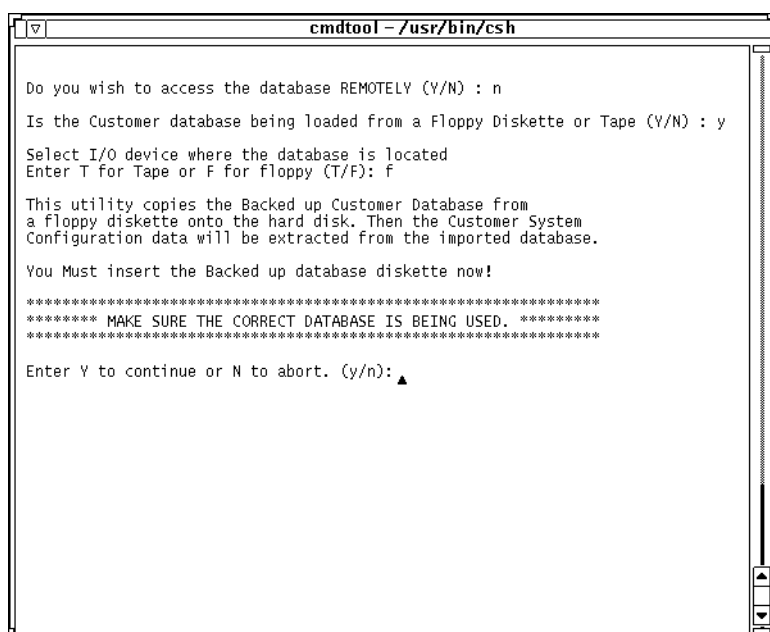 cmdtool – /usr/bin/csh
Do you wish to access the database REMOTELY (Y/N) : n
Is the Customer database being loaded from a Floppy Diskette or Tape (Y/N) : y
Select I/O device where the database is located
Enter T for Tape or F for floppy (T/F): f
This utility copies the Backed up Customer Database from
a floppy diskette onto the hard disk. Then the Customer System
Configuration data will be extracted from the imported database.
You Must insert the Backed up database diskette now!
****************************************************************
******** MAKE SURE THE CORRECT DATABASE IS BEING USED. *********
****************************************************************
Enter Y to continue or N to abort. (y/n):